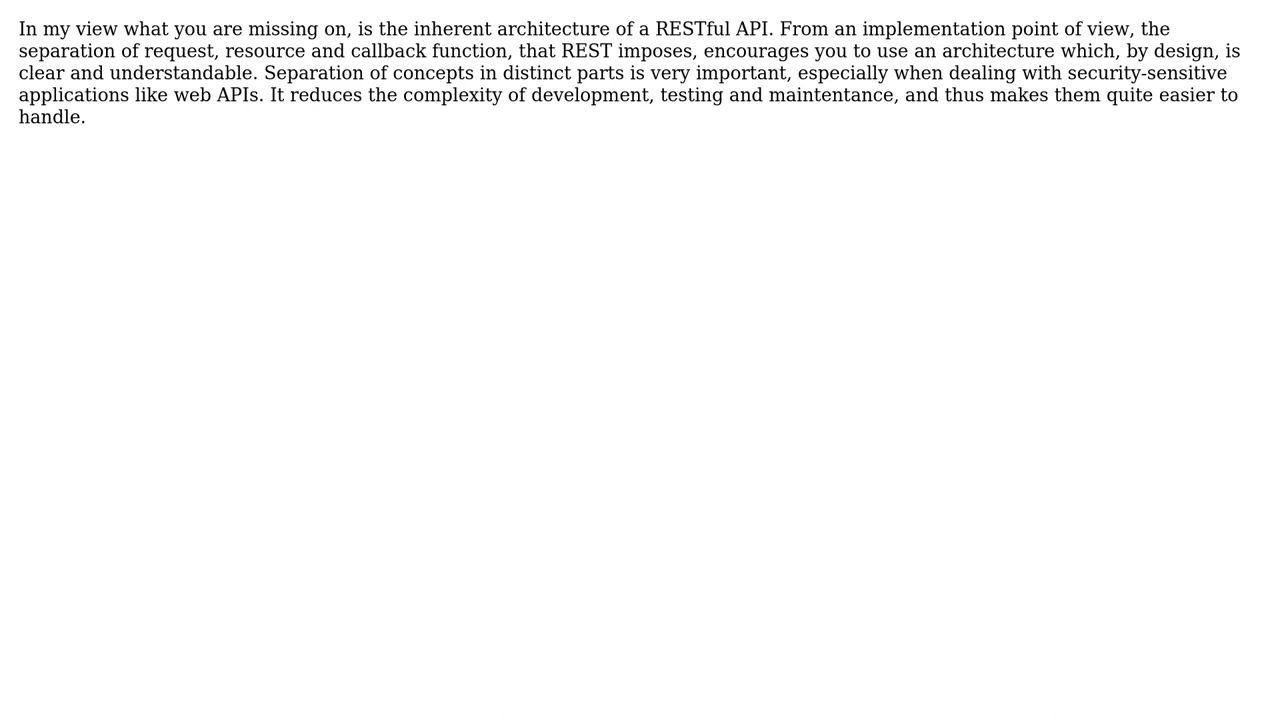 In my view what you are missing on, is the inherent architecture of a RESTful API. From an implementation point of view, the
separation of request, resource and callback function, that REST imposes, encourages you to use an architecture which, by design, is
clear and understandable. Separation of concepts in distinct parts is very important, especially when dealing with security-sensitive
applications like web APIs. It reduces the complexity of development, testing and maintentance, and thus makes them quite easier to
handle.